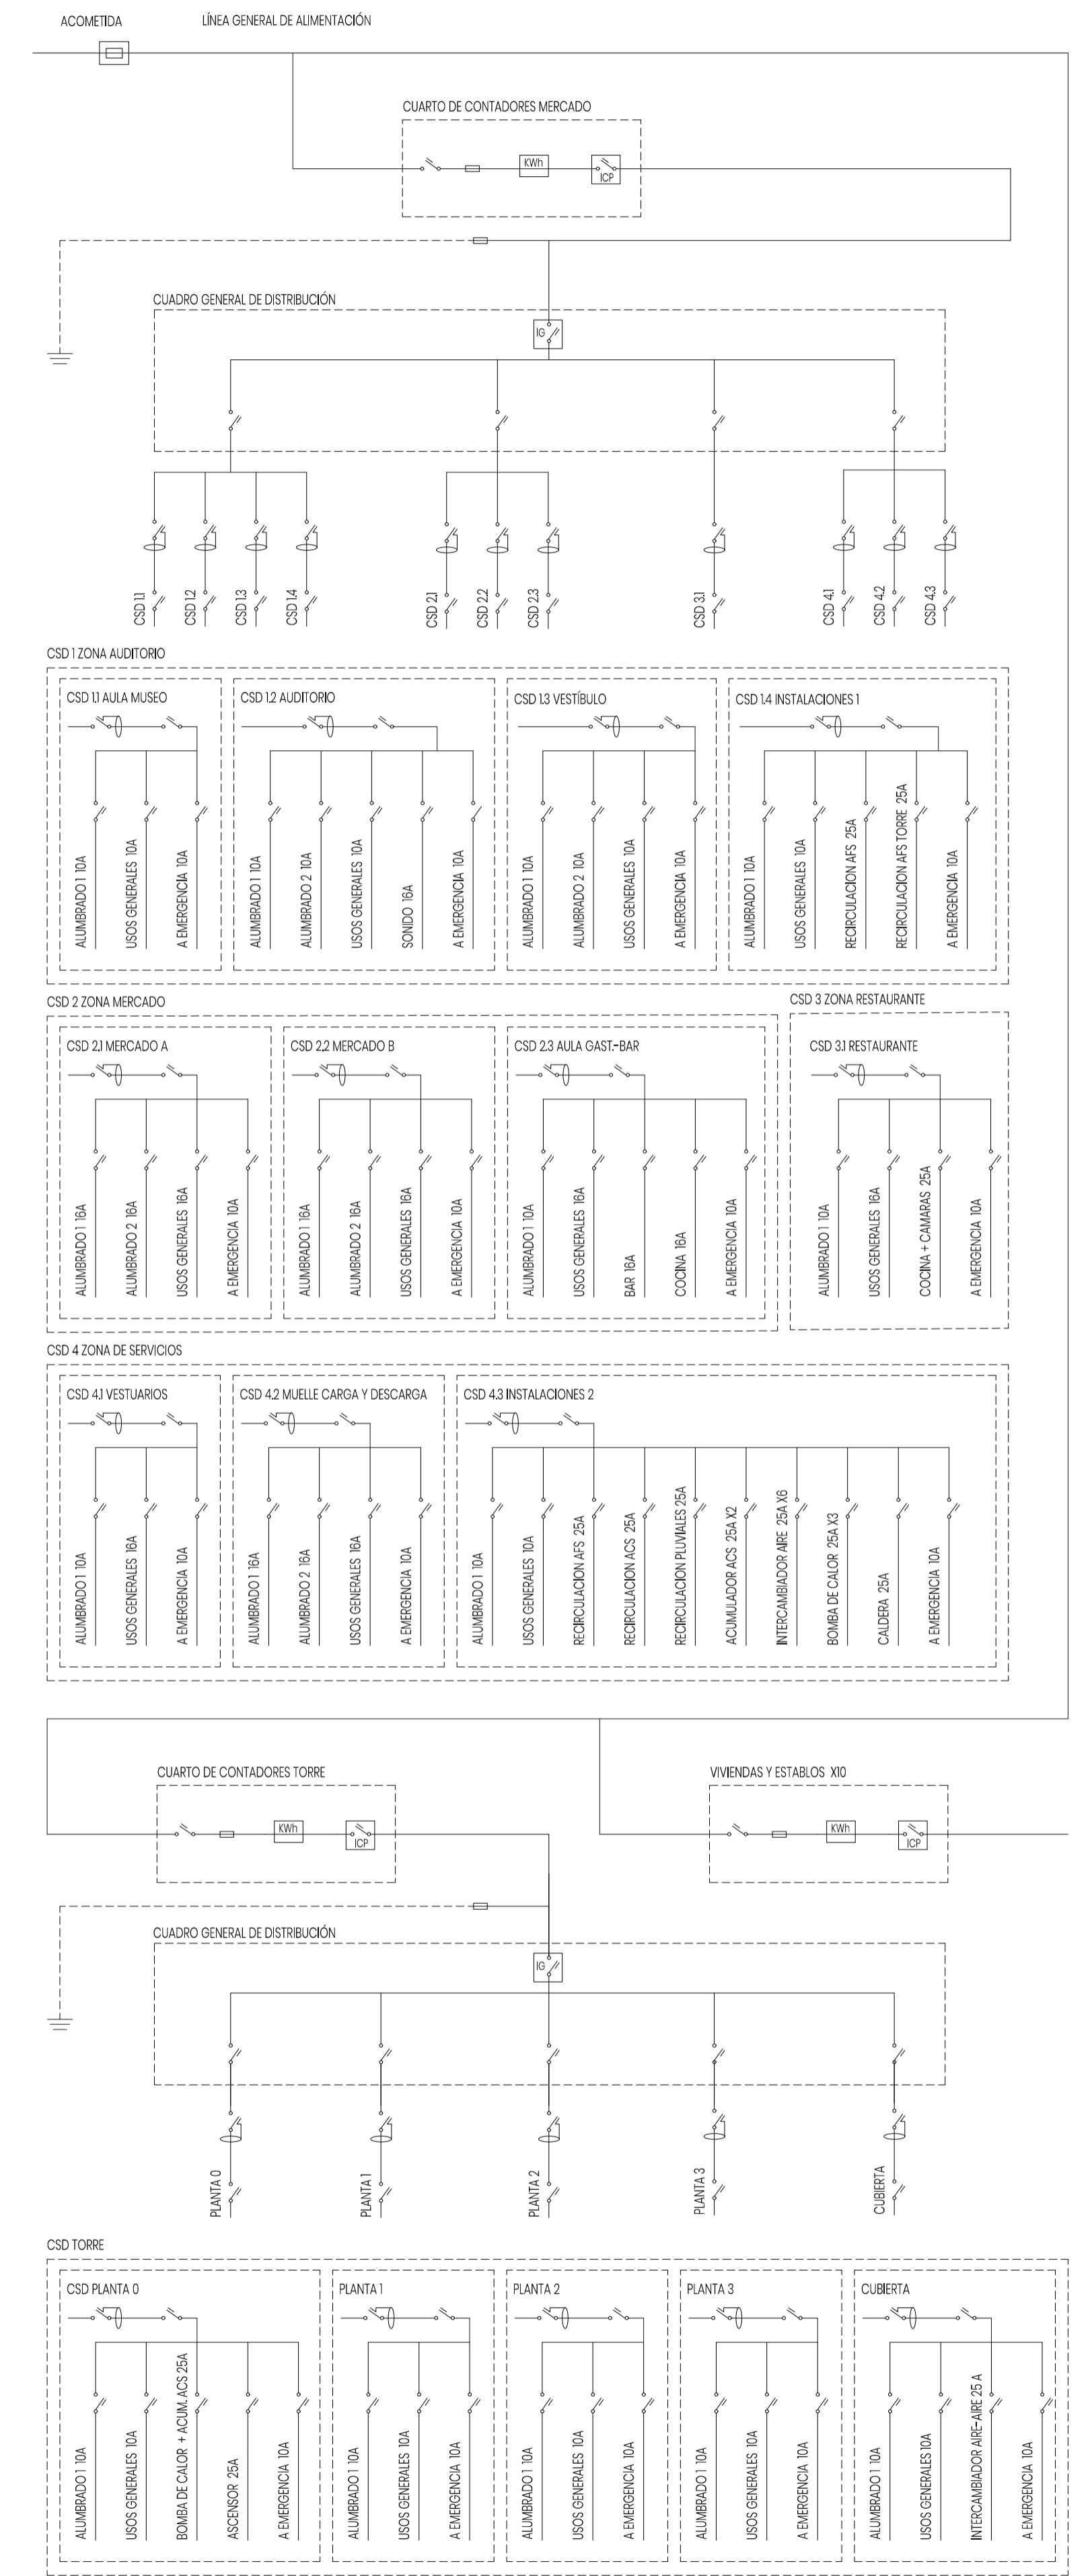 ACOMETIDA
LÍNEA GENERAL DE ALIMENTACIÓN
CUARTO DE CONTADORES MERCADO
KWh
ICP
CUADRO GENERAL DE DISTRIBUCIÓN
IG
CSD 1.1
CSD 1.2
CSD 1.3
CSD 1.4
CSD 2.1
CSD 2.2
CSD 2.3
CSD 3.1
CSD 4.1
CSD 4.2
CSD 4.3
CSD 1 ZONA AUDITORIO
CSD 1.1 AULA MUSEO
ALUMBRADO 1 10A
USOS GENERALES 10A
A EMERGENCIA 10A
CSD 1.2 AUDITORIO
ALUMBRADO 1 10A
ALUMBRADO 2 10A
USOS GENERALES 10A
SONIDO 16A
A EMERGENCIA 10A
CSD 1.3 VESTÍBULO
ALUMBRADO 1 10A
ALUMBRADO 2 10A
USOS GENERALES 10A
A EMERGENCIA 10A
CSD 1.4 INSTALACIONES 1
ALUMBRADO 1 10A
USOS GENERALES 10A
RECIRCULACION AFS 25A
RECIRCULACION AFS TORRE 25A
A EMERGENCIA 10A
CSD 2 ZONA MERCADO
CSD 2.1 MERCADO A
ALUMBRADO 1 16A
ALUMBRADO 2 16A
USOS GENERALES 16A
A EMERGENCIA 10A
CSD 2.2 MERCADO B
ALUMBRADO 1 16A
ALUMBRADO 2 16A
USOS GENERALES 16A
A EMERGENCIA 10A
CSD 2.3 AULA GAST.-BAR
ALUMBRADO 1 10A
USOS GENERALES 16A
BAR 16A
COCINA 16A
A EMERGENCIA 10A
CSD 3 ZONA RESTAURANTE
CSD 3.1 RESTAURANTE
ALUMBRADO 1 10A
USOS GENERALES 16A
COCINA + CAMARAS 25A
A EMERGENCIA 10A
CSD 4 ZONA DE SERVICIOS
CSD 4.1 VESTUARIOS
ALUMBRADO 1 10A
USOS GENERALES 16A
A EMERGENCIA 10A
CSD 4.2 MUELLE CARGA Y DESCARGA
ALUMBRADO 1 16A
ALUMBRADO 2 16A
USOS GENERALES 16A
A EMERGENCIA 10A
CSD 4.3 INSTALACIONES 2
ALUMBRADO 1 10A
USOS GENERALES 10A
RECIRCULACION AFS 25A
RECIRCULACION ACS 25A
RECIRCULACION PLUVIALES 25A
ACUMULADOR ACS 25A X2
INTERCAMBIADOR AIRE 25A X6
BOMBA DE CALOR 25A X3
CALDERA 25A
A EMERGENCIA 10A
CUARTO DE CONTADORES TORRE
KWh
ICP
VIVIENDAS Y ESTABLOS X10
KWh
ICP
CUADRO GENERAL DE DISTRIBUCIÓN
IG
PLANTA 0
PLANTA 1
PLANTA 2
PLANTA 3
CUBIERTA
CSD TORRE
CSD PLANTA 0
ALUMBRADO 1 10A
USOS GENERALES 10A
BOMBA DE CALOR + ACUM. ACS 25A
ASCENSOR 25A
A EMERGENCIA 10A
PLANTA 1
ALUMBRADO 1 10A
USOS GENERALES 10A
A EMERGENCIA 10A
PLANTA 2
ALUMBRADO 1 10A
USOS GENERALES 10A
A EMERGENCIA 10A
PLANTA 3
ALUMBRADO 1 10A
USOS GENERALES 10A
A EMERGENCIA 10A
CUBIERTA
ALUMBRADO 1 10A
USOS GENERALES 10A
INTERCAMBIADOR AIRE-AIRE 25 A
A EMERGENCIA 10A